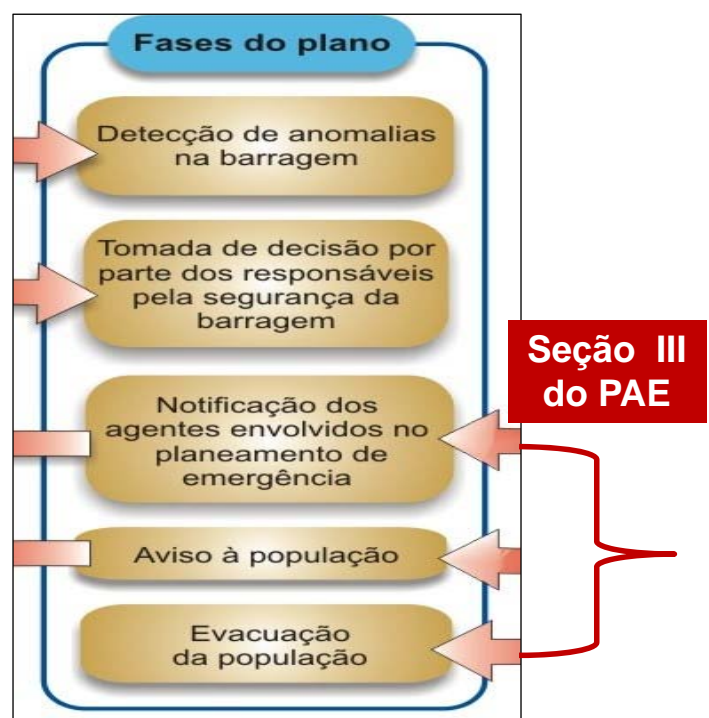 Fases do plano
Detecção de anomalias
na barragem
Tomada de decisão por
parte dos responsáveis
pela segurança da
barragem
Seção III
do PAE
Notificação dos
agentes envolvidos no
planeamento de
emergência
Aviso à população
Evacuação
da população